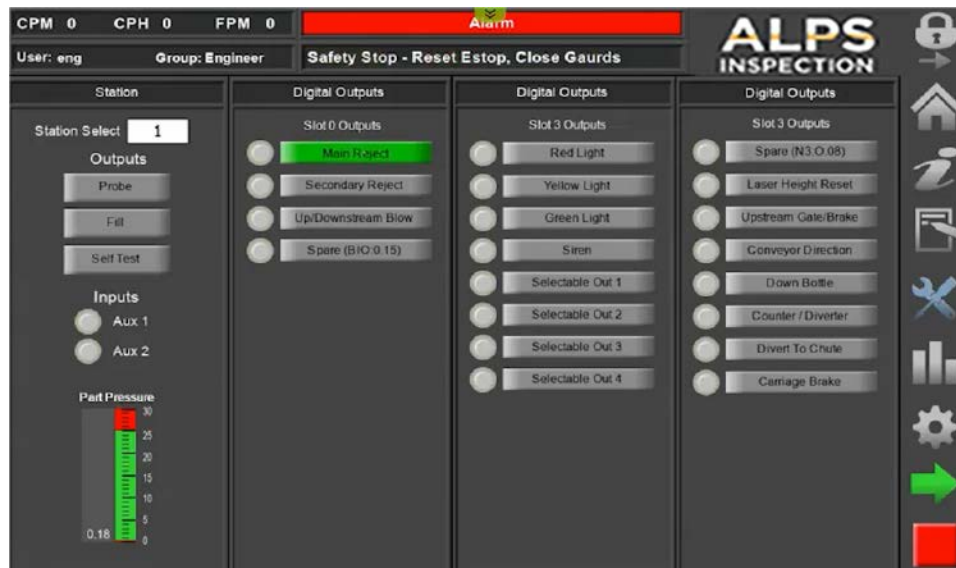 CPM 0 CPH 0 FPM 0
Alarm
User: eng Group: Engineer
Safety Stop - Reset Estop, Close Gaurds
ALPS
INSPECTION
Station
Station Select 1
Outputs
Probe
Fill
Self Test
Inputs
Aux 1
Aux 2
Part Pressure
30
25
20
15
10
5
0
0.18
Digital Outputs
Slot 0 Outputs
Main Reject
Secondary Reject
Up/Downstream Blow
Spare (BIO:0.15)
Digital Outputs
Slot 3 Outputs
Red Light
Yellow Light
Green Light
Siren
Selectable Out 1
Selectable Out 2
Selectable Out 3
Selectable Out 4
Digital Outputs
Slot 3 Outputs
Spare (N3.O.08)
Laser Height Reset
Upstream Gate/Brake
Conveyor Direction
Down Bottle
Counter / Diverter
Divert To Chute
Carriage Brake